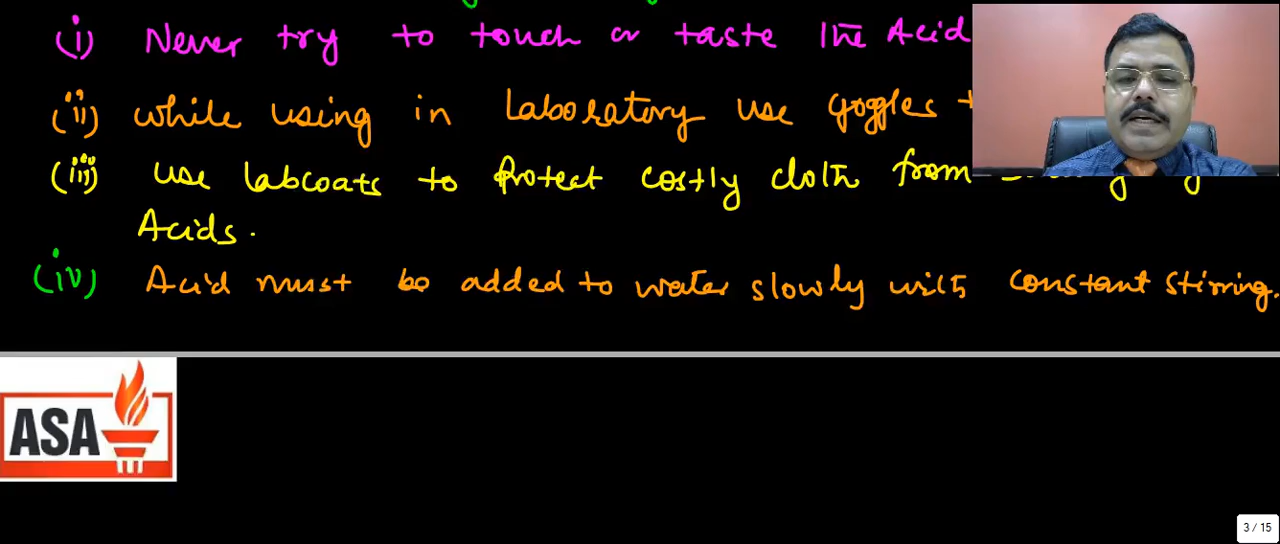 (i) Never try to touch or taste the Acid
(ii) while using in Laboratory use goggles
(iii) use labcoats to Protect costly cloth from
Acids.
(iv) Acid must be added to water slowly with constant stirring.
ASA
3 / 15